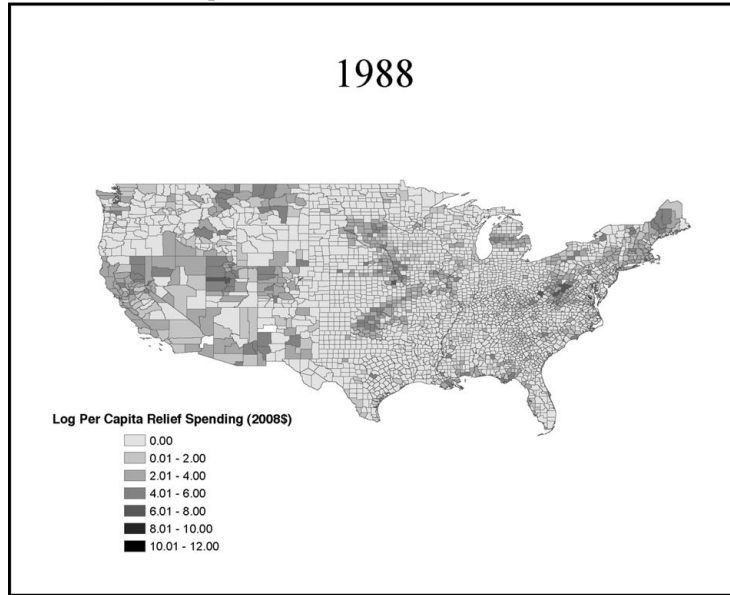 1988
Log Per Capita Relief Spending (2008$)
0.00
0.01 - 2.00
2.01 - 4.00
4.01 - 6.00
6.01 - 8.00
8.01 - 10.00
10.01 - 12.00